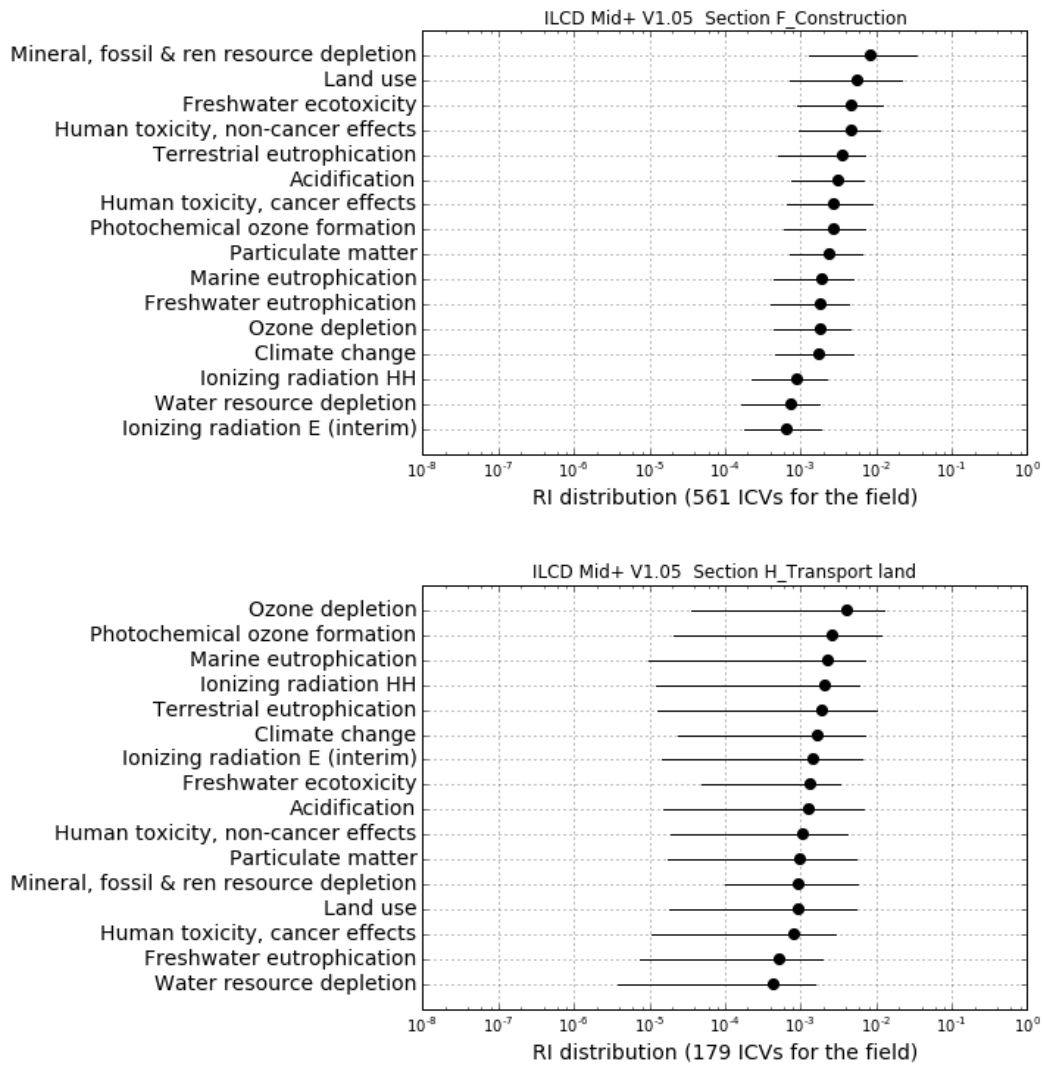 ILCD Mid+ V1.05  Section F_Construction
Mineral, fossil & ren resource depletion
Land use
Freshwater ecotoxicity
Human toxicity, non-cancer effects
Terrestrial eutrophication
Acidification
Human toxicity, cancer effects
Photochemical ozone formation
Particulate matter
Marine eutrophication
Freshwater eutrophication
Ozone depletion
Climate change
Ionizing radiation HH
Water resource depletion
Ionizing radiation E (interim)
10⁻⁸ 10⁻⁷ 10⁻⁶ 10⁻⁵ 10⁻⁴ 10⁻³ 10⁻² 10⁻¹ 10⁰
RI distribution (561 ICVs for the field)
ILCD Mid+ V1.05  Section H_Transport land
Ozone depletion
Photochemical ozone formation
Marine eutrophication
Ionizing radiation HH
Terrestrial eutrophication
Climate change
Ionizing radiation E (interim)
Freshwater ecotoxicity
Acidification
Human toxicity, non-cancer effects
Particulate matter
Mineral, fossil & ren resource depletion
Land use
Human toxicity, cancer effects
Freshwater eutrophication
Water resource depletion
10⁻⁸ 10⁻⁷ 10⁻⁶ 10⁻⁵ 10⁻⁴ 10⁻³ 10⁻² 10⁻¹ 10⁰
RI distribution (179 ICVs for the field)